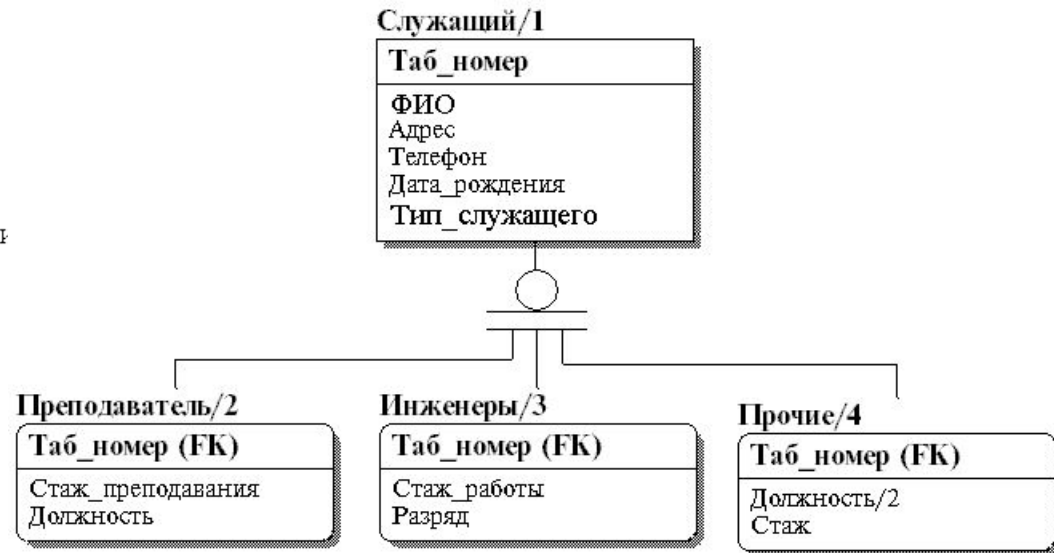 Служащий/1
Таб_номер
ФИО
Адрес
Телефон
Дата_рождения
Тип_служащего
Преподаватель/2
Таб_номер (FK)
Стаж_преподавания
Должность
Инженеры/3
Таб_номер (FK)
Стаж_работы
Разряд
Прочие/4
Таб_номер (FK)
Должность/2
Стаж